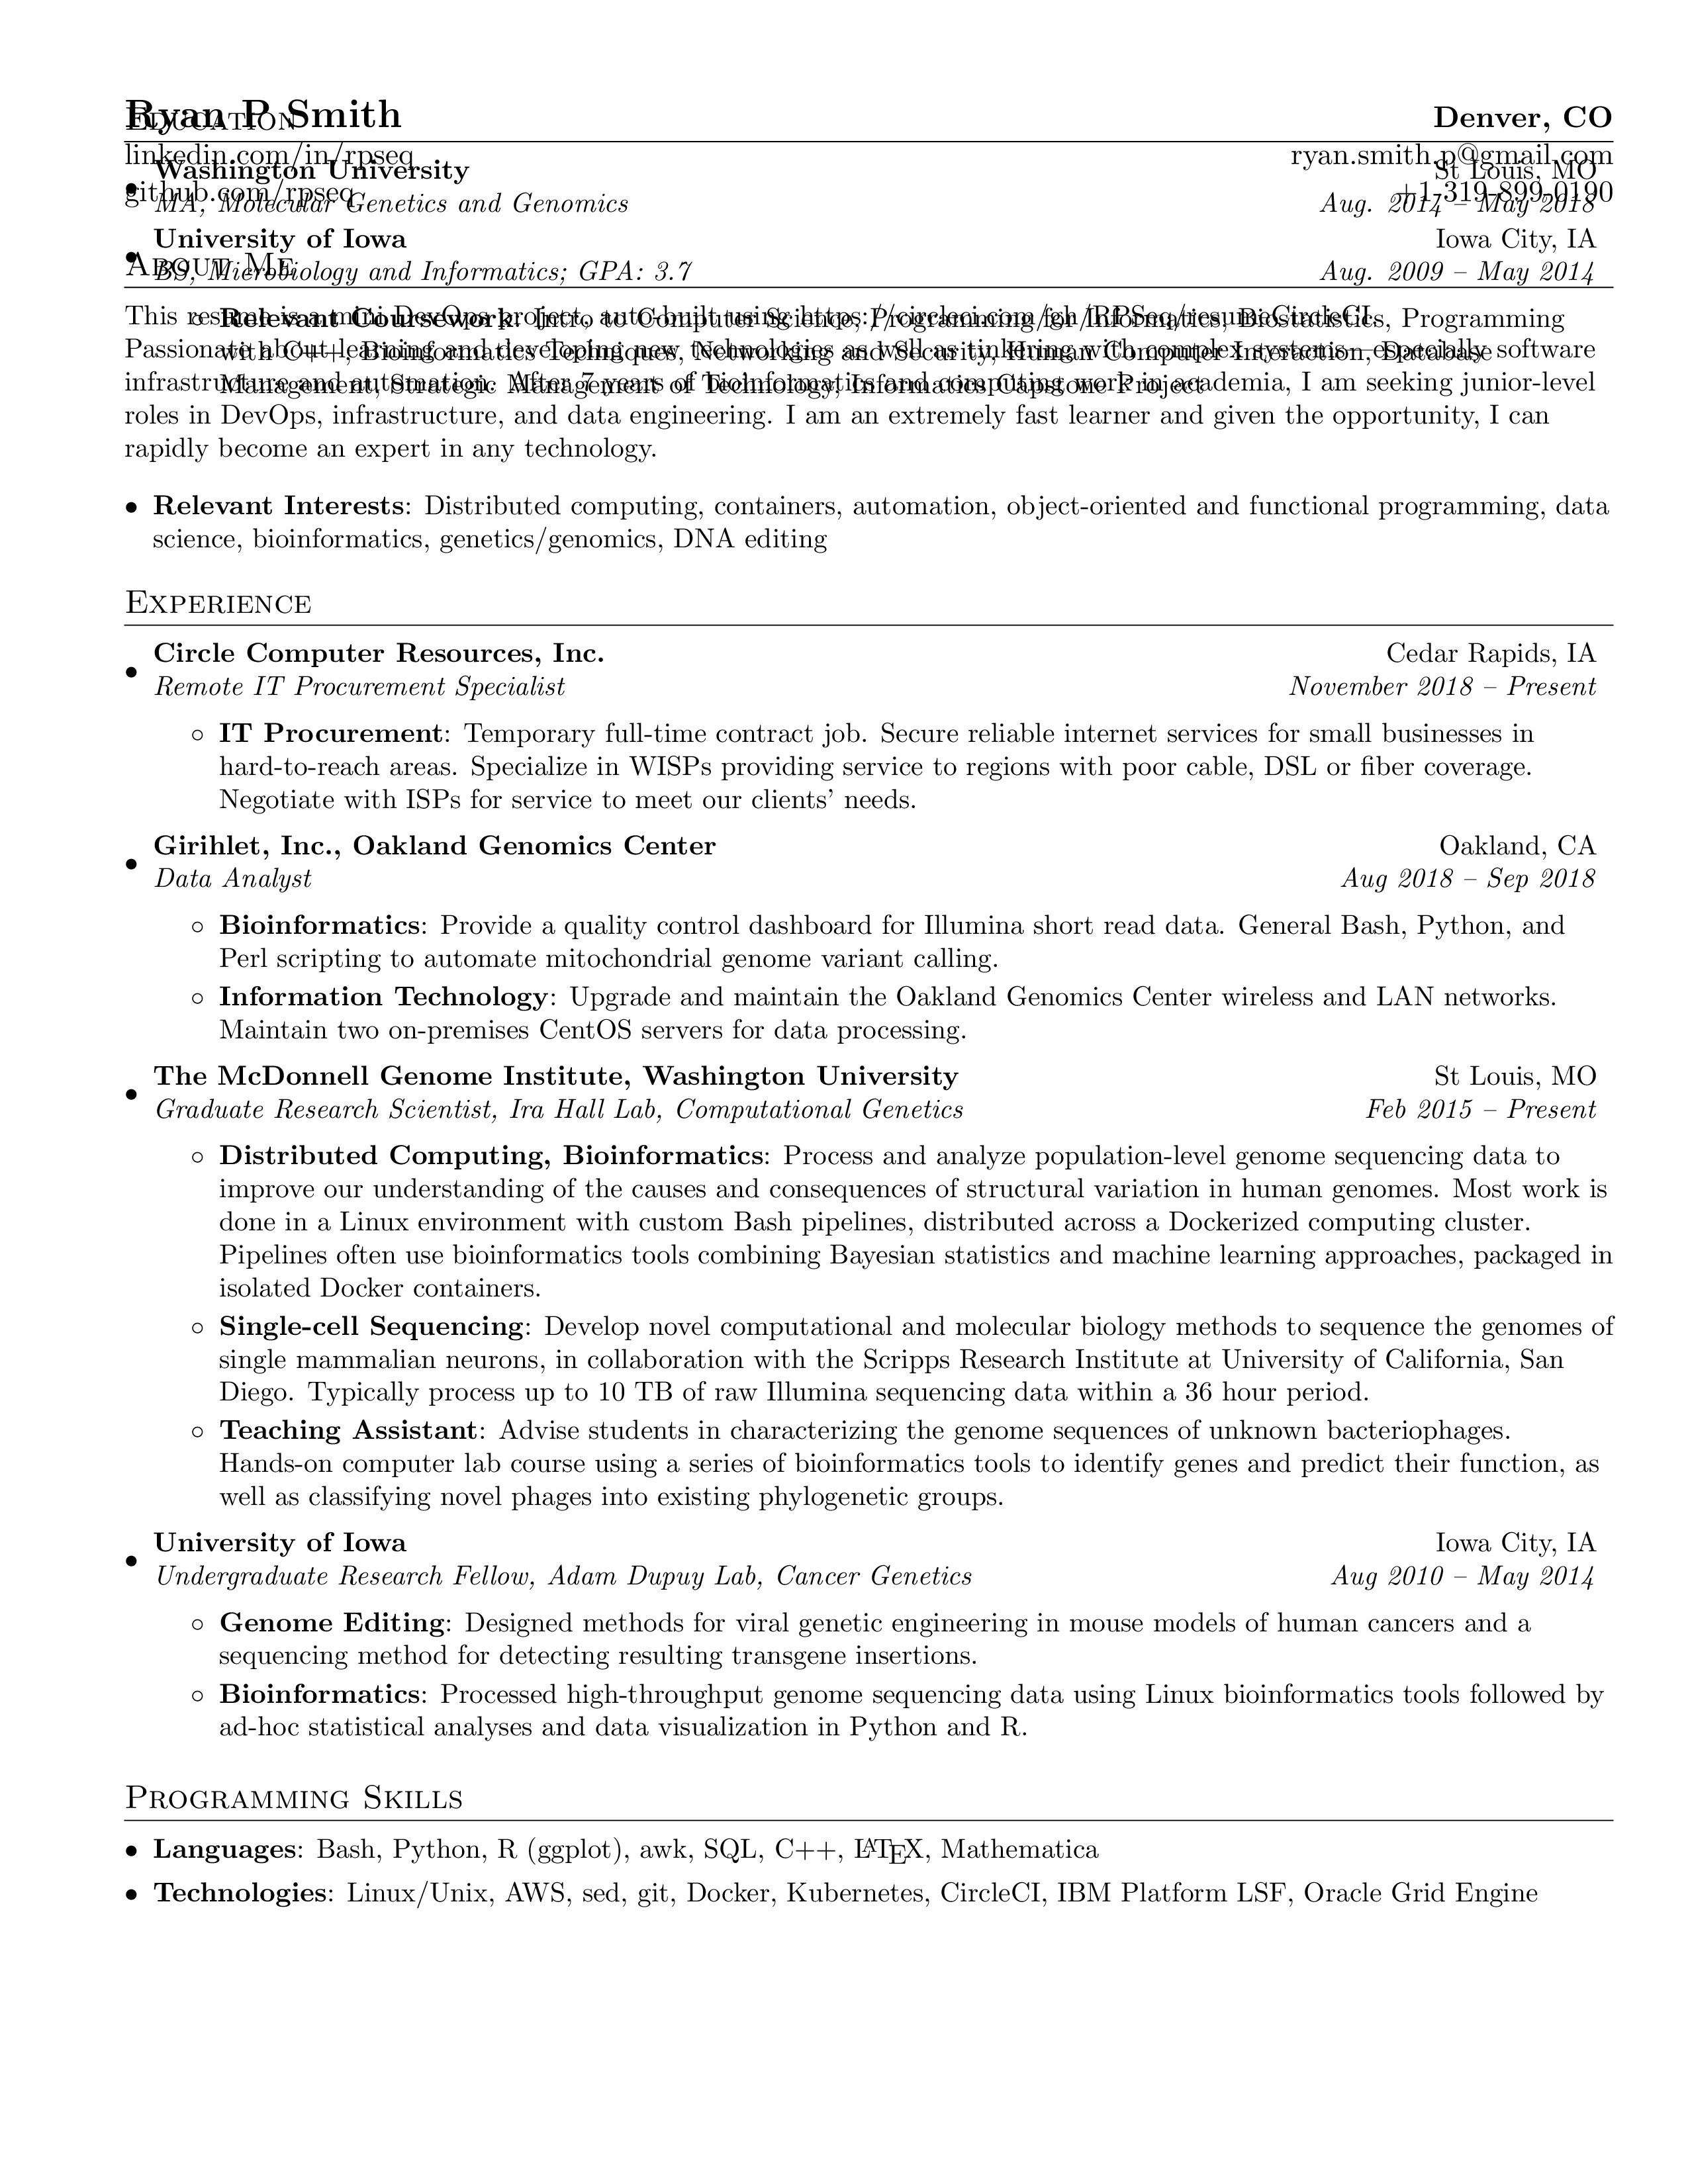 Ryan P Smith
Denver, CO
linkedin.com/in/rpseq
ryan.smith.p@gmail.com
github.com/rpseq
+1-319-899-0190
Education
• Washington University
St Louis, MO
MA, Molecular Genetics and Genomics
Aug. 2014 – May 2018
• University of Iowa
Iowa City, IA
BS, Microbiology and Informatics; GPA: 3.7
Aug. 2009 – May 2014
◦ Relevant Coursework: Intro to Computer Science, Programming for Informatics, Biostatistics, Programming
with C++, Bioinformatics Techniques, Networking and Security, Human Computer Interaction, Database
Management, Strategic Management of Technology, Informatics Capstone Project
About Me
This resume is a mini DevOps project, auto-built using CircleCI.
Passionate about learning and developing new technologies as well as tinkering with complex systems—especially software
infrastructure and automation. After 7 years of bioinformatics and computing work in academia, I am seeking junior-level
roles in DevOps, infrastructure, and data engineering. I am an extremely fast learner and given the opportunity, I can
rapidly become an expert in any technology.
• Relevant Interests: Distributed computing, containers, automation, object-oriented and functional programming, data
science, bioinformatics, genetics/genomics, DNA editing
Experience
• Circle Computer Resources, Inc.
Cedar Rapids, IA
Remote IT Procurement Specialist
November 2018 – Present
◦ IT Procurement: Temporary full-time contract job. Secure reliable internet services for small businesses in
hard-to-reach areas. Specialize in WISPs providing service to regions with poor cable, DSL or fiber coverage.
Negotiate with ISPs for service to meet our clients' needs.
• Girihlet, Inc., Oakland Genomics Center
Oakland, CA
Data Analyst
Aug 2018 – Sep 2018
◦ Bioinformatics: Provide a quality control dashboard for Illumina short read data. General Bash, Python, and
Perl scripting to automate mitochondrial genome variant calling.
◦ Information Technology: Upgrade and maintain the Oakland Genomics Center wireless and LAN networks.
Maintain two on-premises CentOS servers for data processing.
• The McDonnell Genome Institute, Washington University
St Louis, MO
Graduate Research Scientist, Ira Hall Lab, Computational Genetics
Feb 2015 – Present
◦ Distributed Computing, Bioinformatics: Process and analyze population-level genome sequencing data to
improve our understanding of the causes and consequences of structural variation in human genomes. Most work is
done in a Linux environment with custom Bash pipelines, distributed across a Dockerized computing cluster.
Pipelines often use bioinformatics tools combining Bayesian statistics and machine learning approaches, packaged in
isolated Docker containers.
◦ Single-cell Sequencing: Develop novel computational and molecular biology methods to sequence the genomes of
single mammalian neurons, in collaboration with the Scripps Research Institute at University of California, San
Diego. Typically process up to 10 TB of raw Illumina sequencing data within a 36 hour period.
◦ Teaching Assistant: Advise students in characterizing the genome sequences of unknown bacteriophages.
Hands-on computer lab course using a series of bioinformatics tools to identify genes and predict their function, as
well as classifying novel phages into existing phylogenetic groups.
• University of Iowa
Iowa City, IA
Undergraduate Research Fellow, Adam Dupuy Lab, Cancer Genetics
Aug 2010 – May 2014
◦ Genome Editing: Designed methods for viral genetic engineering in mouse models of human cancers and a
sequencing method for detecting resulting transgene insertions.
◦ Bioinformatics: Processed high-throughput genome sequencing data using Linux bioinformatics tools followed by
ad-hoc statistical analyses and data visualization in Python and R.
Programming Skills
• Languages: Bash, Python, R (ggplot), awk, SQL, C++, LATEX, Mathematica
• Technologies: Linux/Unix, AWS, sed, git, Docker, Kubernetes, CircleCI, IBM Platform LSF, Oracle Grid Engine